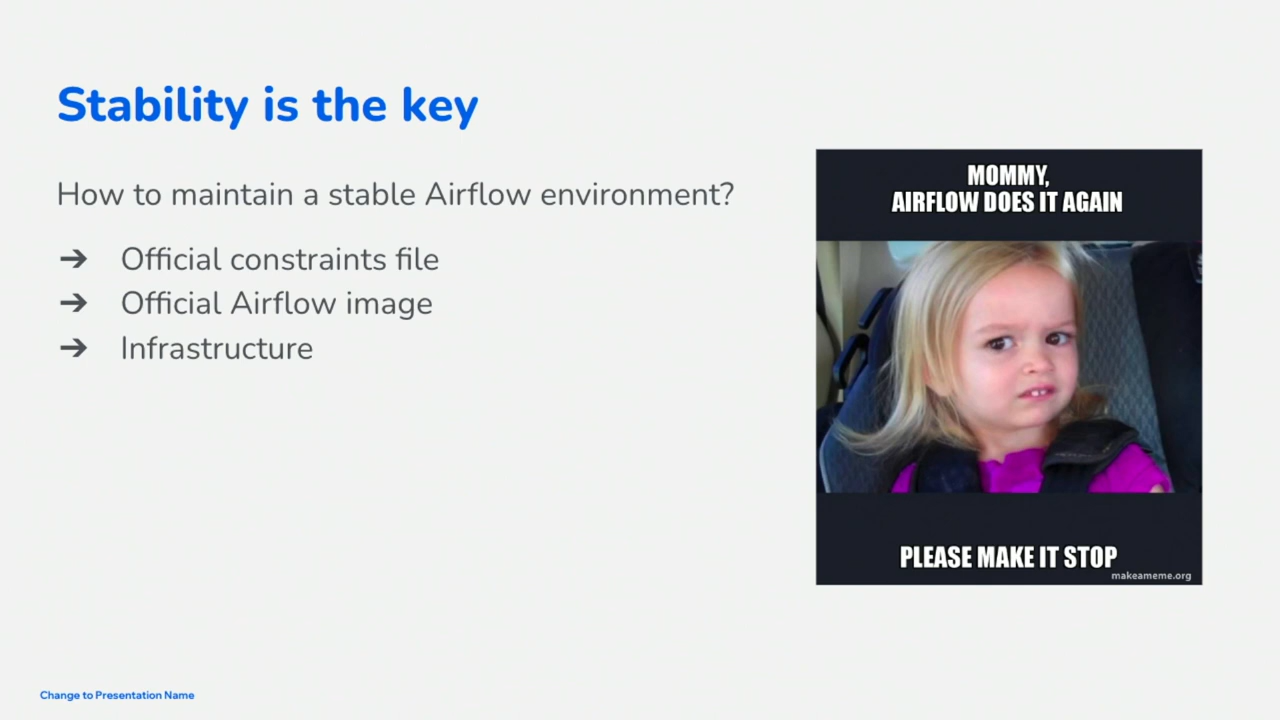 Stability is the key
How to maintain a stable Airflow environment?
➔ Official constraints file
➔ Official Airflow image
➔ Infrastructure
MOMMY,
AIRFLOW DOES IT AGAIN
PLEASE MAKE IT STOP
makeameme.org
Change to Presentation Name